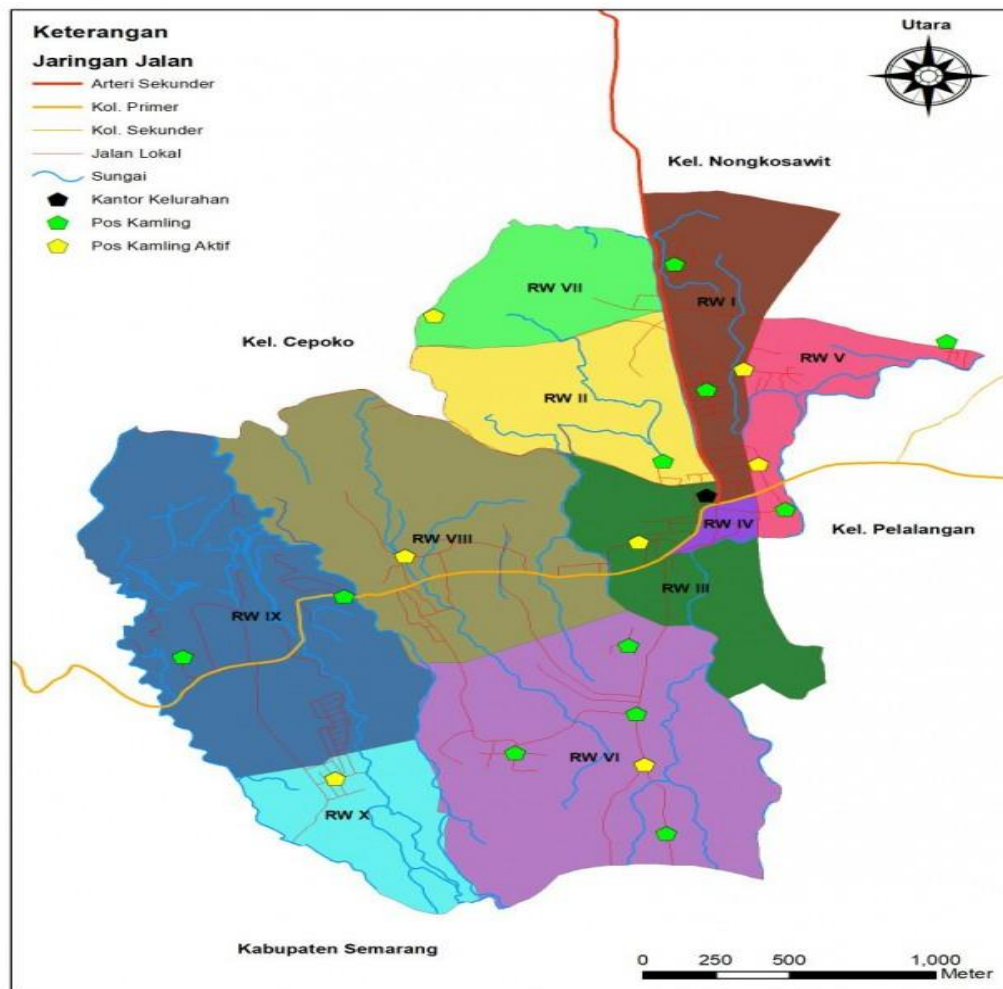 Keterangan
Jaringan Jalan
Arteri Sekunder
Kol. Primer
Kol. Sekunder
Jalan Lokal
Sungai
Kantor Kelurahan
Pos Kamling
Pos Kamling Aktif
Utara
Kel. Nongkosawit
RW VII
RW I
Kel. Cepoko
RW V
RW II
RW IV
Kel. Pelalangan
RW VIII
RW III
RW IX
RW VI
RW X
Kabupaten Semarang
0 250 500 1,000
Meter